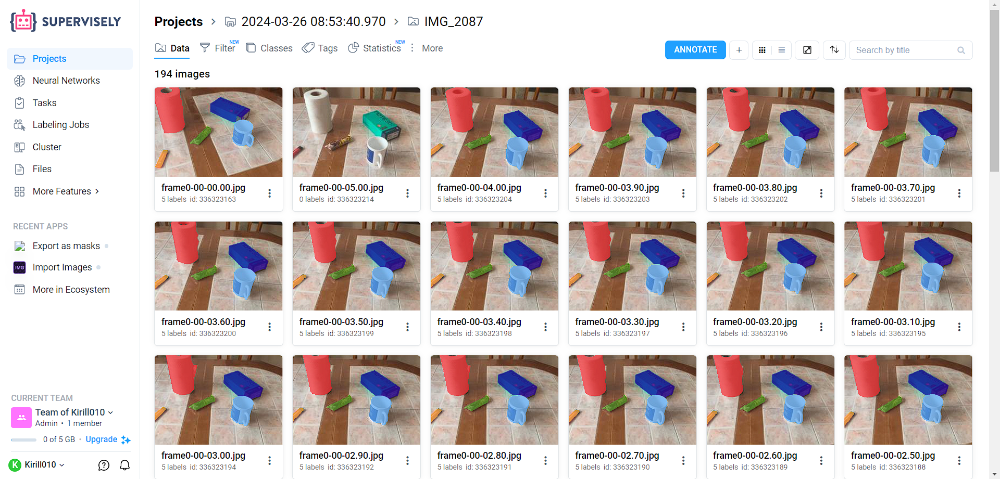 SUPERVISELY
Projects
Neural Networks
Tasks
Labeling Jobs
Cluster
Files
More Features
RECENT APPS
Export as masks
IMG Import Images
More in Ecosystem
CURRENT TEAM
Team of Kirill010
Admin • 1 member
0 of 5 GB • Upgrade
K Kirill010
Projects > 2024-03-26 08:53:40.970 > IMG_2087
Data Filter NEW Classes Tags Statistics NEW More
ANNOTATE + Search by title
194 images
frame0-00-00.00.jpg
5 labels id: 336323163
frame0-00-05.00.jpg
0 labels id: 336323214
frame0-00-04.00.jpg
5 labels id: 336323204
frame0-00-03.90.jpg
5 labels id: 336323203
frame0-00-03.80.jpg
5 labels id: 336323202
frame0-00-03.70.jpg
5 labels id: 336323201
frame0-00-03.60.jpg
5 labels id: 336323200
frame0-00-03.50.jpg
5 labels id: 336323199
frame0-00-03.40.jpg
5 labels id: 336323198
frame0-00-03.30.jpg
5 labels id: 336323197
frame0-00-03.20.jpg
5 labels id: 336323196
frame0-00-03.10.jpg
5 labels id: 336323195
frame0-00-03.00.jpg
5 labels id: 336323194
frame0-00-02.90.jpg
5 labels id: 336323192
frame0-00-02.80.jpg
5 labels id: 336323191
frame0-00-02.70.jpg
5 labels id: 336323190
frame0-00-02.60.jpg
5 labels id: 336323189
frame0-00-02.50.jpg
5 labels id: 336323188